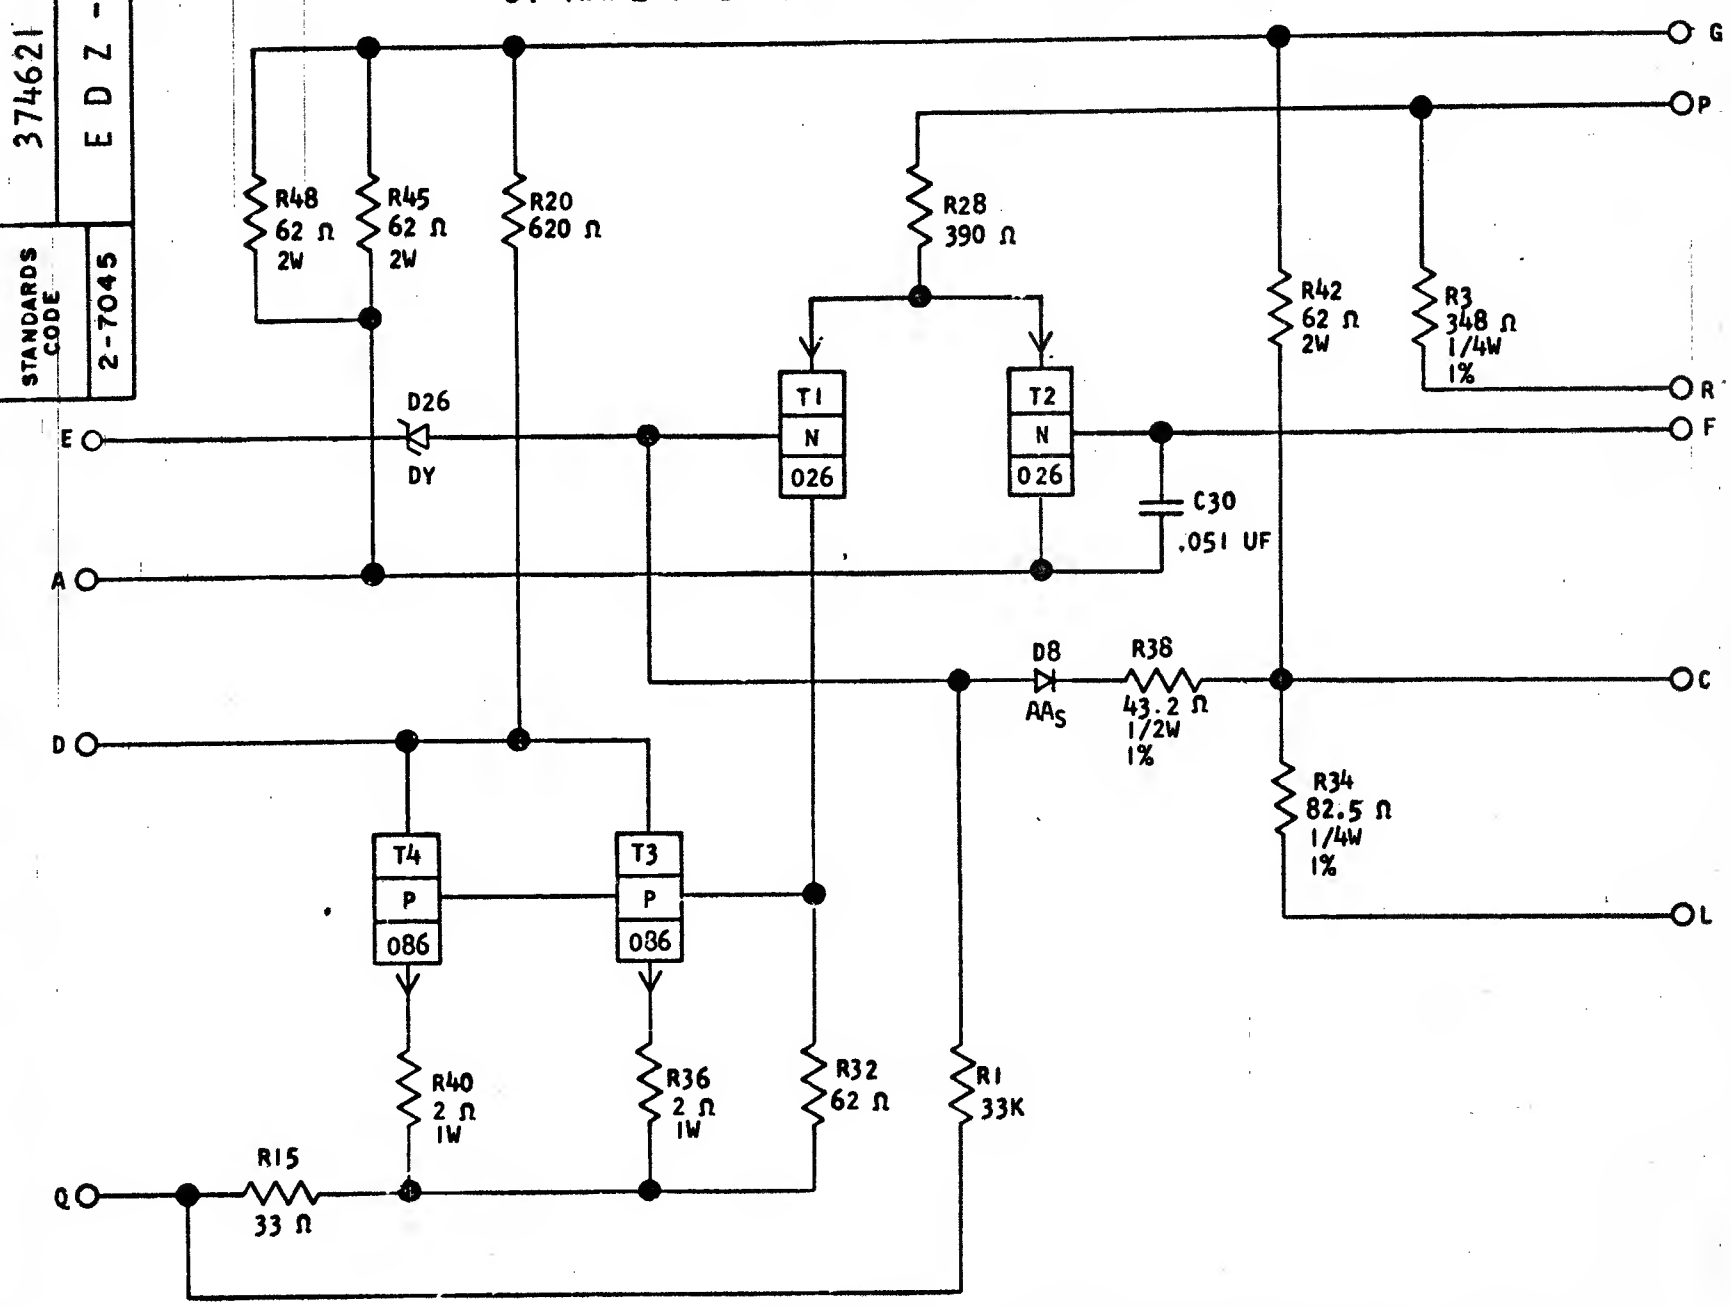 374621
E D Z -
STANDARDS
CODE
2-7045
G
P
R48
62 Ω
2W
R45
62 Ω
2W
R20
620 Ω
R28
390 Ω
R42
62 Ω
2W
R3
348 Ω
1/4W
1%
R
D26
DY
E
T1
N
026
T2
N
026
F
C30
.051 UF
A
D8
AAS
R38
43.2 Ω
1/2W
1%
C
D
R34
82.5 Ω
1/4W
1%
T4
P
086
T3
P
086
L
R40
2 Ω
1W
R36
2 Ω
1W
R32
62 Ω
R1
33K
R15
33 Ω
Q